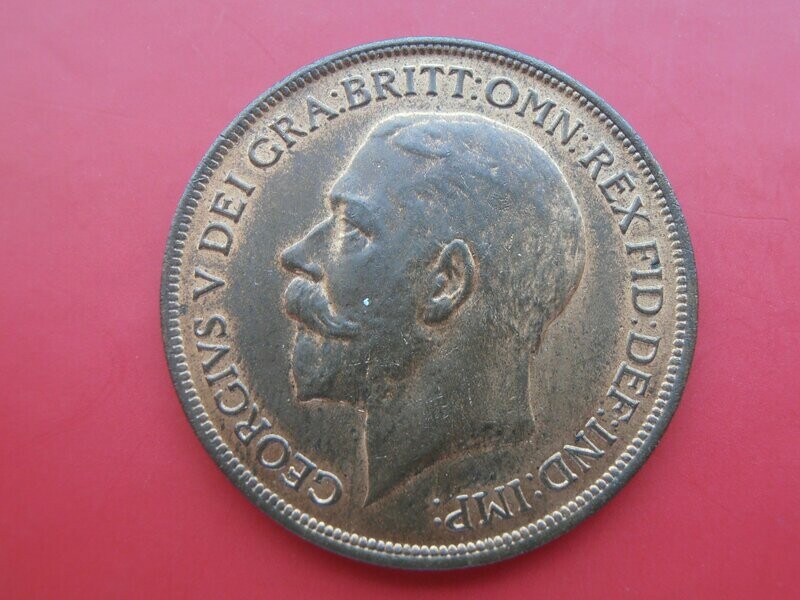 GEORGIVS V DEI GRA:BRITT:OMN:REX FID:DEF:IND:IMP: